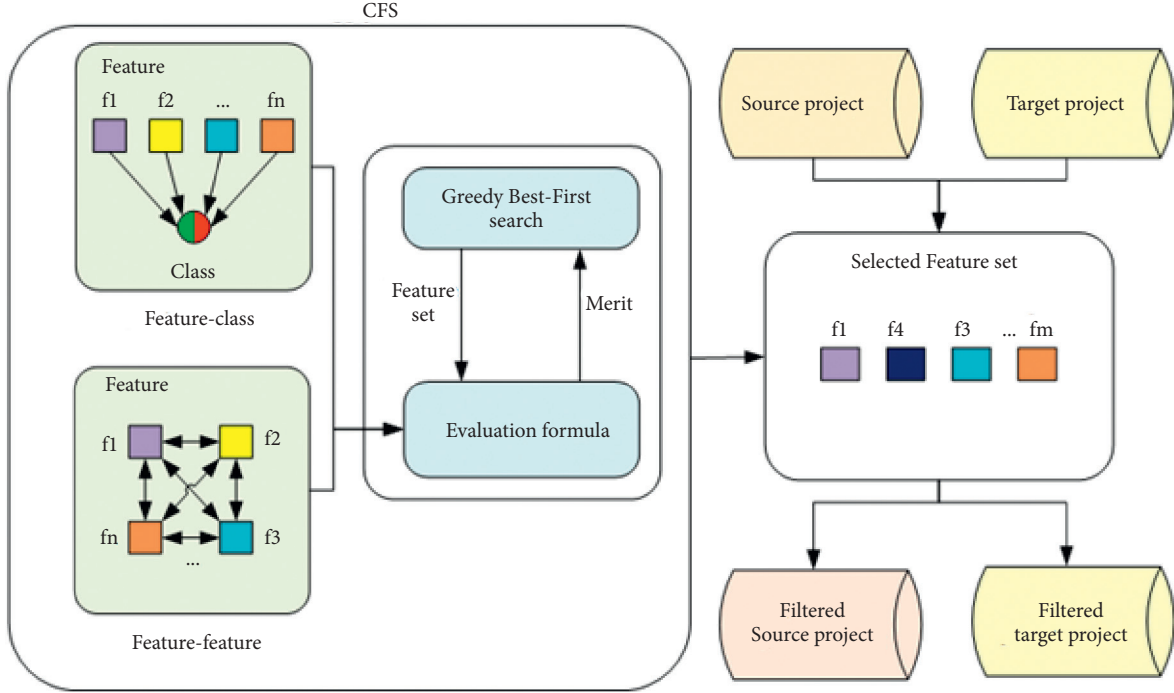 CFS
Feature
f1 f2 ... fn
Class
Feature-class
Feature
f1 f2
fn f3
...
Feature-feature
Greedy Best-First
search
Feature
set
Merit
Evaluation formula
Source project
Target project
Selected Feature set
f1 f4 f3 ... fm
Filtered
Source project
Filtered
target project